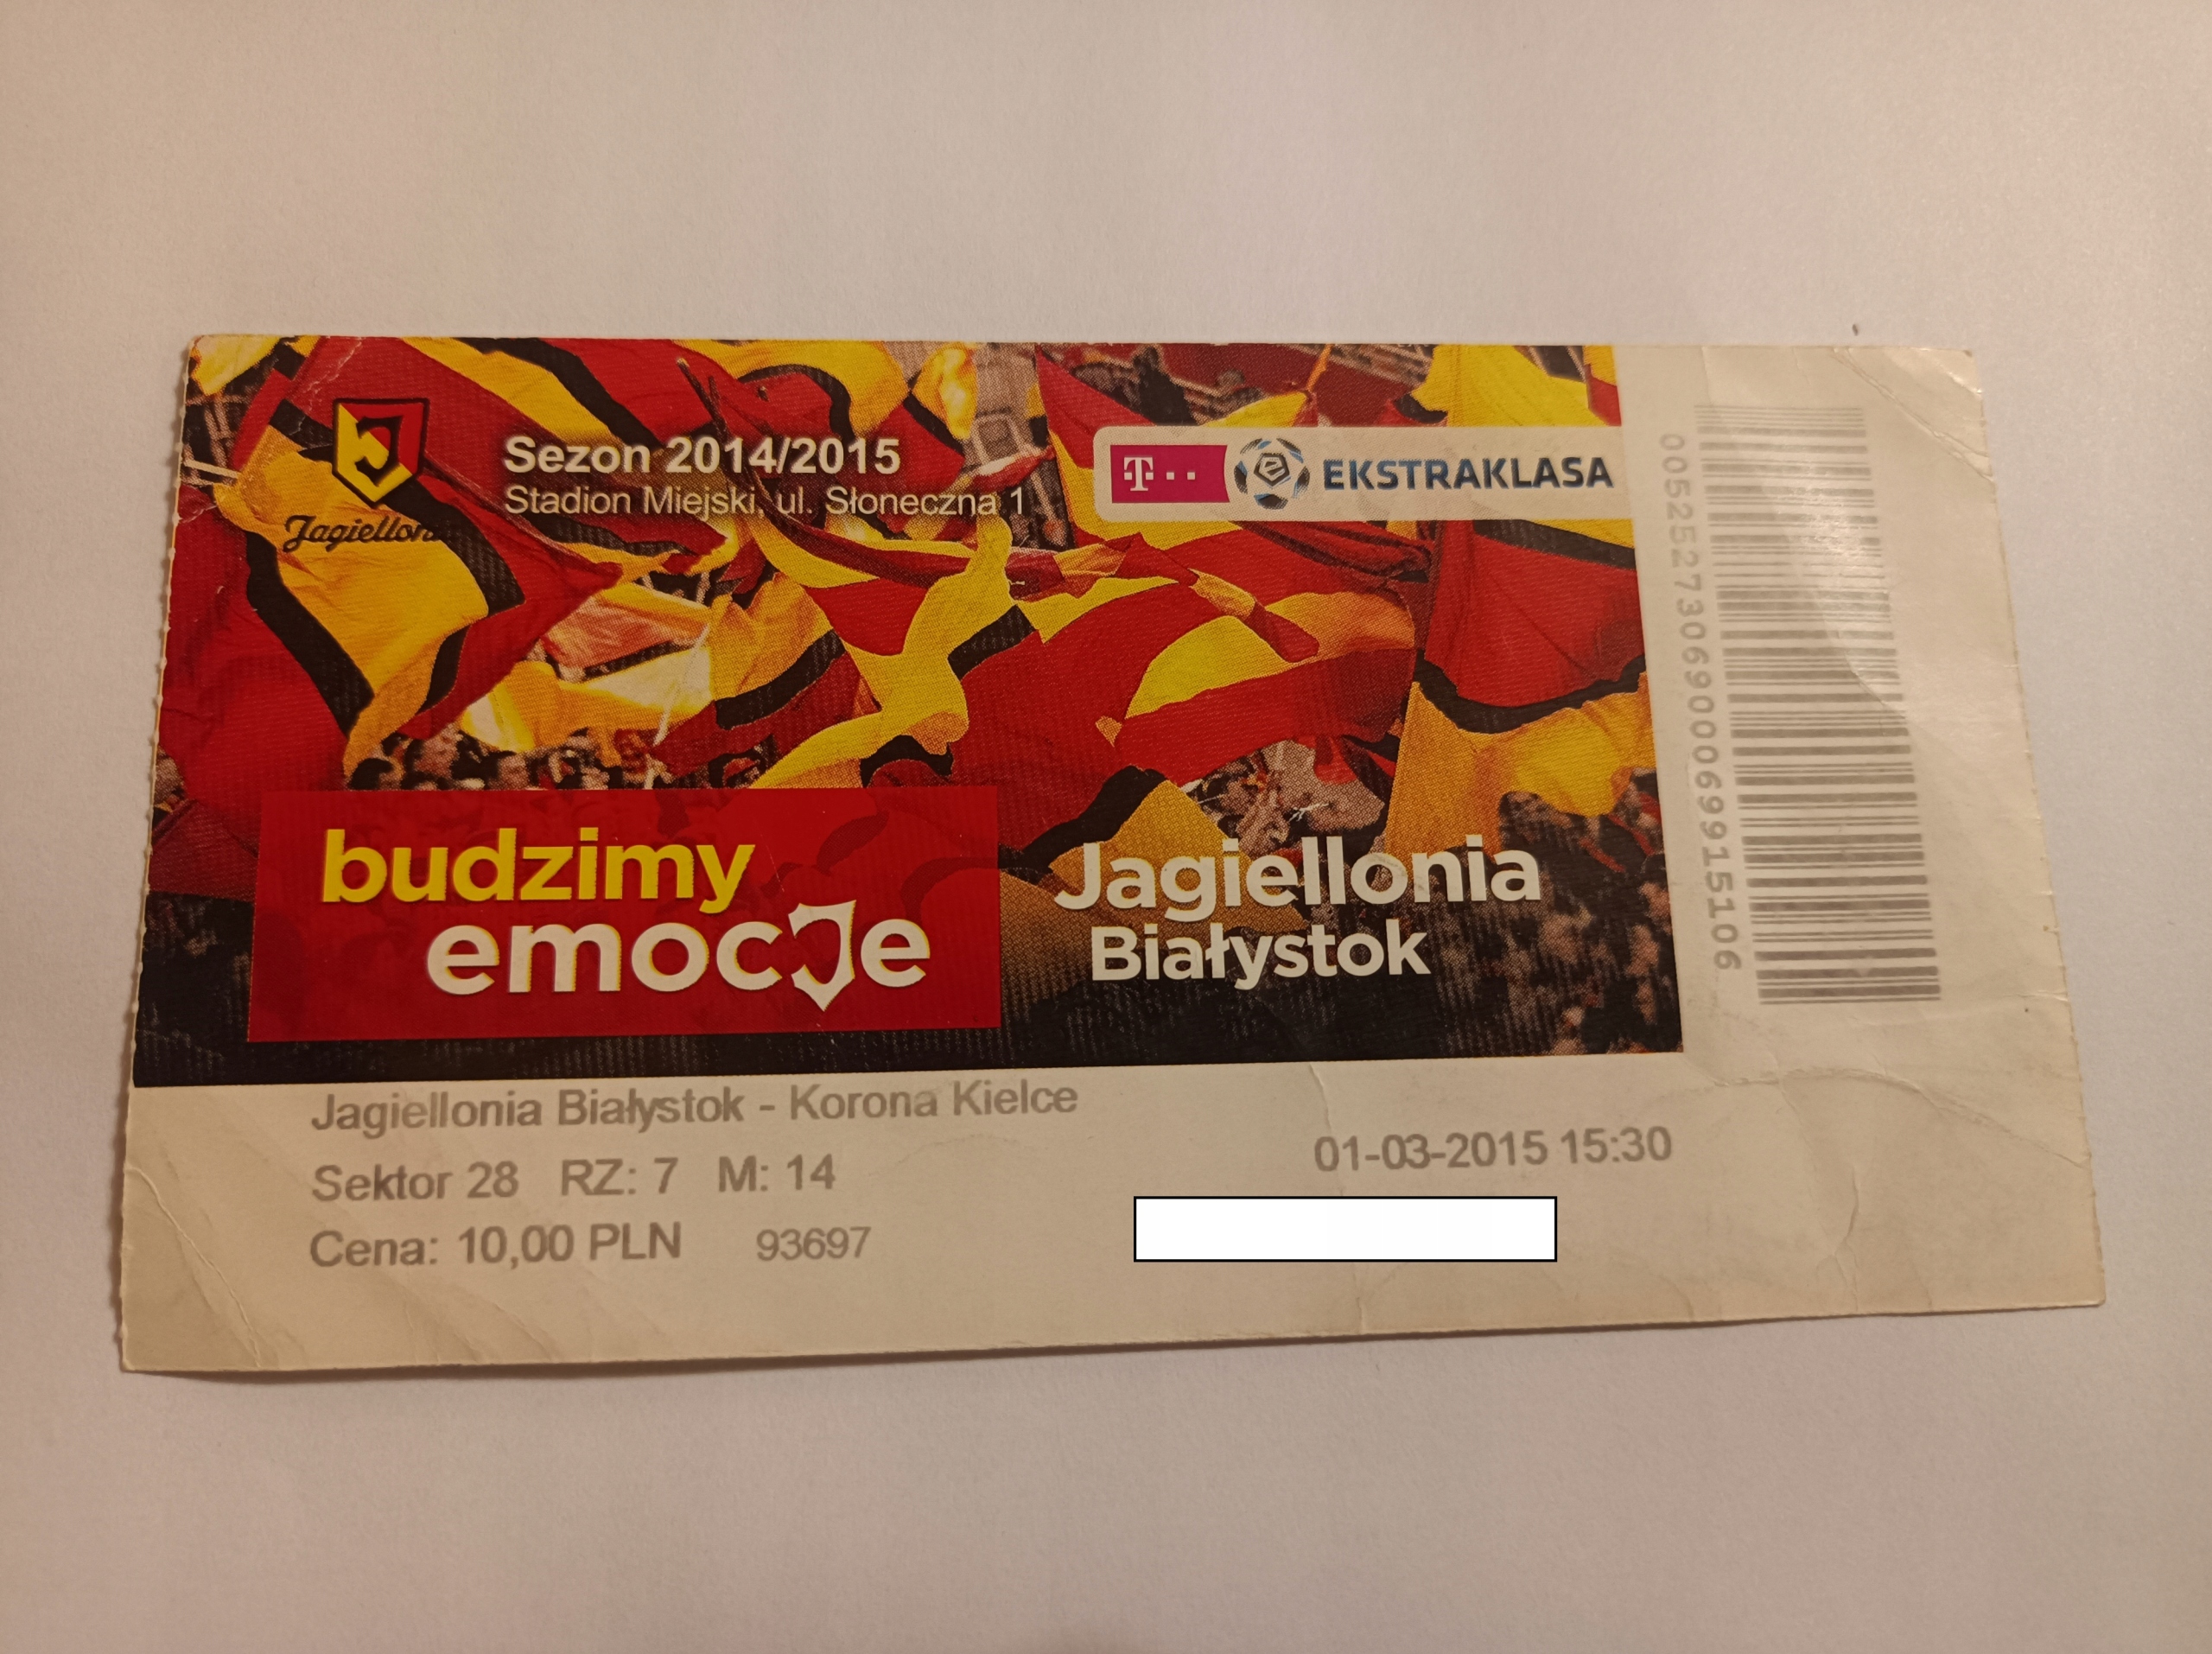 Jagiellonia
Sezon 2014/2015
Stadion Miejski, ul. Słoneczna 1
T··
EKSTRAKLASA
budzimy
emocje
Jagiellonia
Białystok
Jagiellonia Białystok - Korona Kielce
01-03-2015 15:30
Sektor 28 RZ: 7 M: 14
Cena: 10,00 PLN 93697